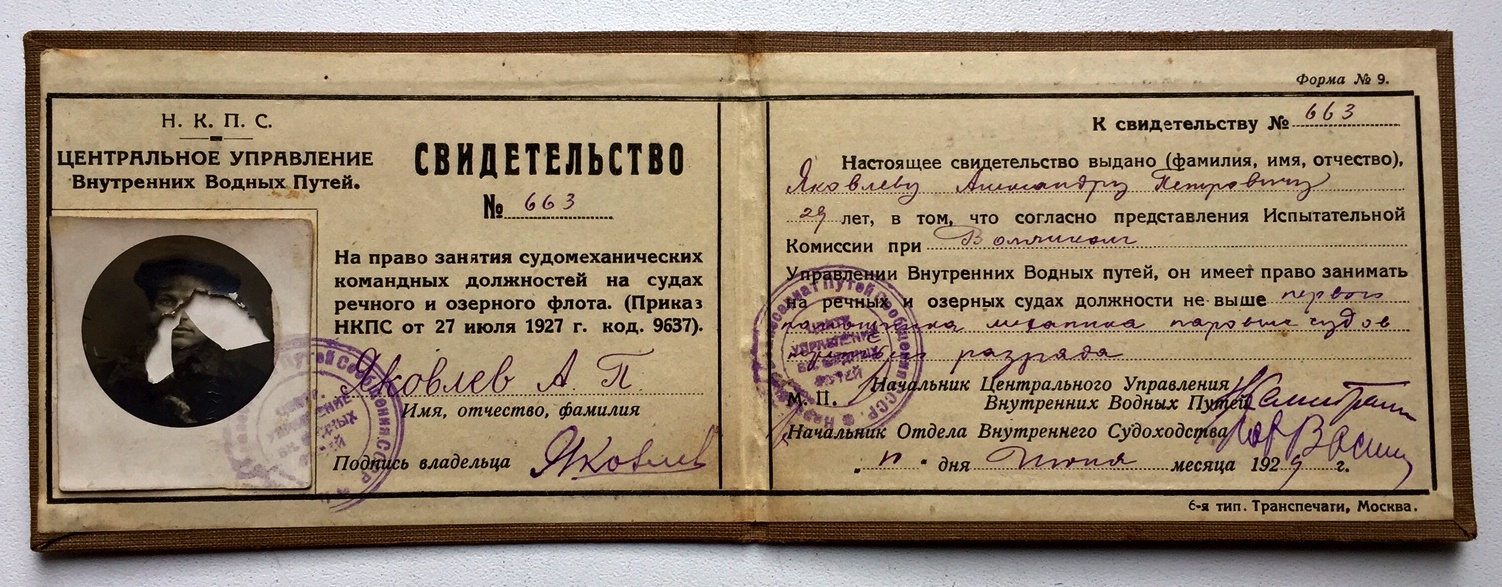 Н. К. П. С.
ЦЕНТРАЛЬНОЕ УПРАВЛЕНИЕ
Внутренних Водных Путей.
СВИДЕТЕЛЬСТВО
№ 663
На право занятия судомеханических
командных должностей на судах
речного и озерного флота. (Приказ
НКПС от 27 июля 1927 г. код. 9637).
Яковлев А. П.
Имя, отчество, фамилия
Подпись владельца Яковлев
Форма № 9.
К свидетельству № 663
Настоящее свидетельство выдано (фамилия, имя, отчество),
Яковлеву Александру Петровичу
29 лет, в том, что согласно представления Испытательной
Комиссии при Волжском
Управлении Внутренних Водных путей, он имеет право занимать
на речных и озерных судах должности не выше первого
помощника механика паровых судов
разряда
М. П.
Начальник Центрального Управления
Внутренних Водных Путей
Начальник Отдела Внутреннего Судоходства
" " дня Июня месяца 1929 г.
6-я тип. Транспечати, Москва.